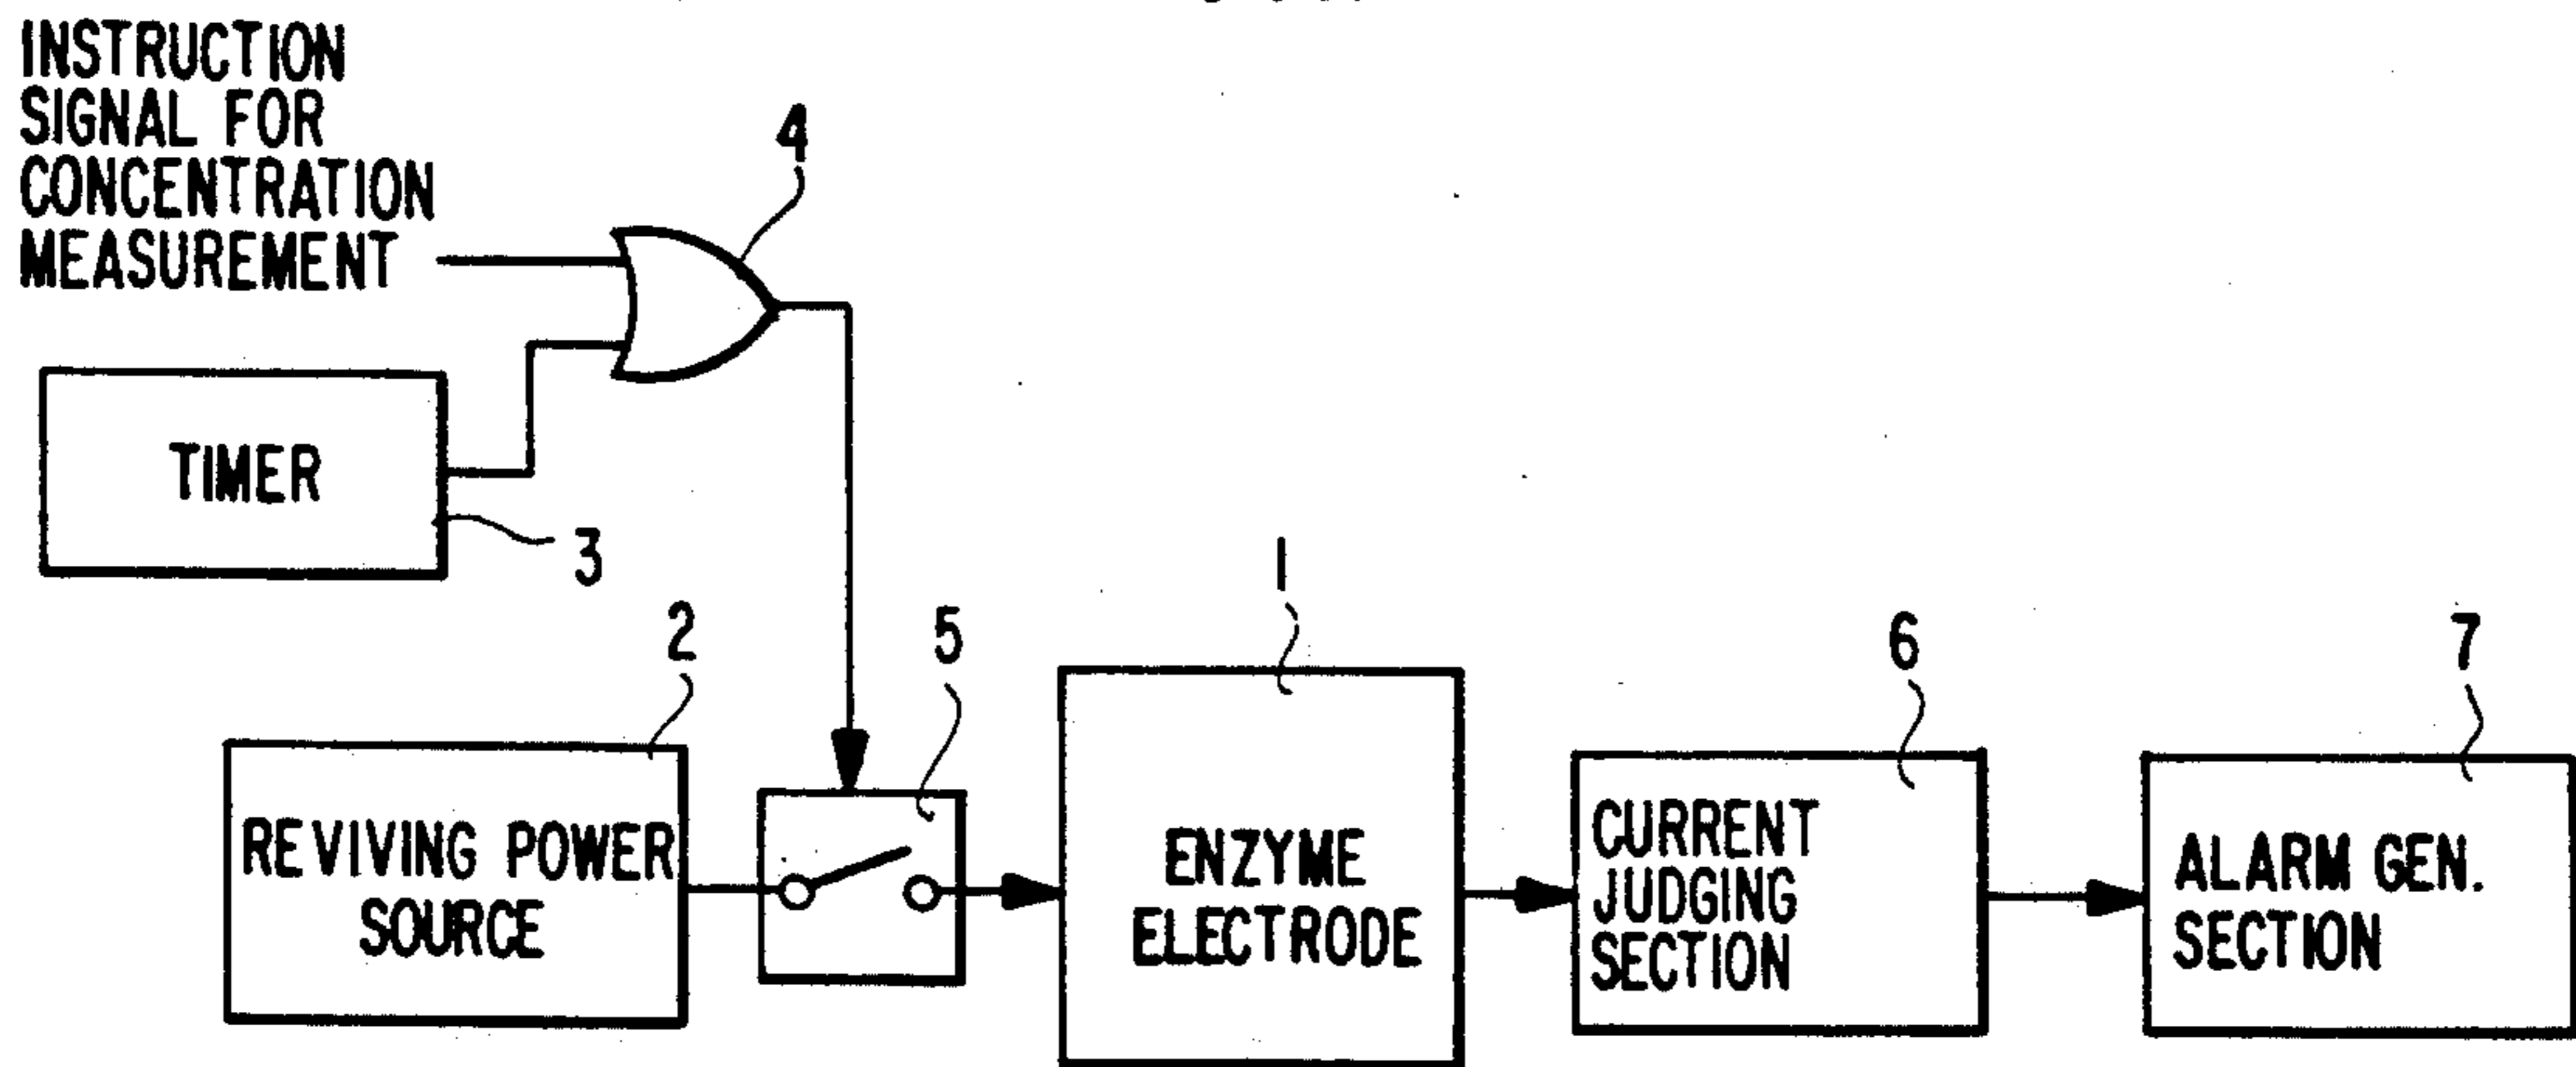 INSTRUCTION
SIGNAL FOR
CONCENTRATION
MEASUREMENT
4
TIMER
3
2
5
1
6
7
REVIVING POWER
SOURCE
ENZYME
ELECTRODE
CURRENT
JUDGING
SECTION
ALARM GEN.
SECTION